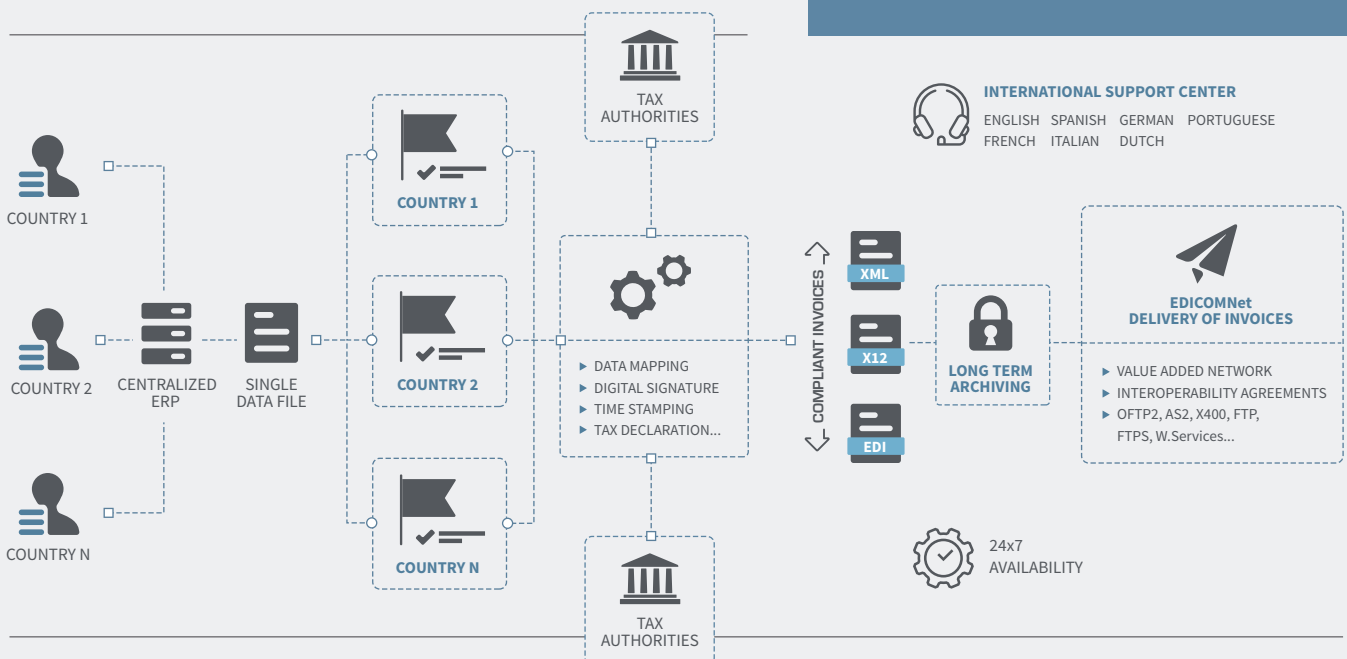 TAX
AUTHORITIES
INTERNATIONAL SUPPORT CENTER
ENGLISH SPANISH GERMAN PORTUGUESE
FRENCH ITALIAN DUTCH
COUNTRY 1
COUNTRY 2
COUNTRY N
CENTRALIZED
ERP
SINGLE
DATA FILE
COUNTRY 1
COUNTRY 2
COUNTRY N
DATA MAPPING
DIGITAL SIGNATURE
TIME STAMPING
TAX DECLARATION...
TAX
AUTHORITIES
COMPLIANT INVOICES
XML
X12
EDI
LONG TERM
ARCHIVING
EDICOMNet
DELIVERY OF INVOICES
VALUE ADDED NETWORK
INTEROPERABILITY AGREEMENTS
OFTP2, AS2, X400, FTP,
FTPS, W.Services...
24x7
AVAILABILITY